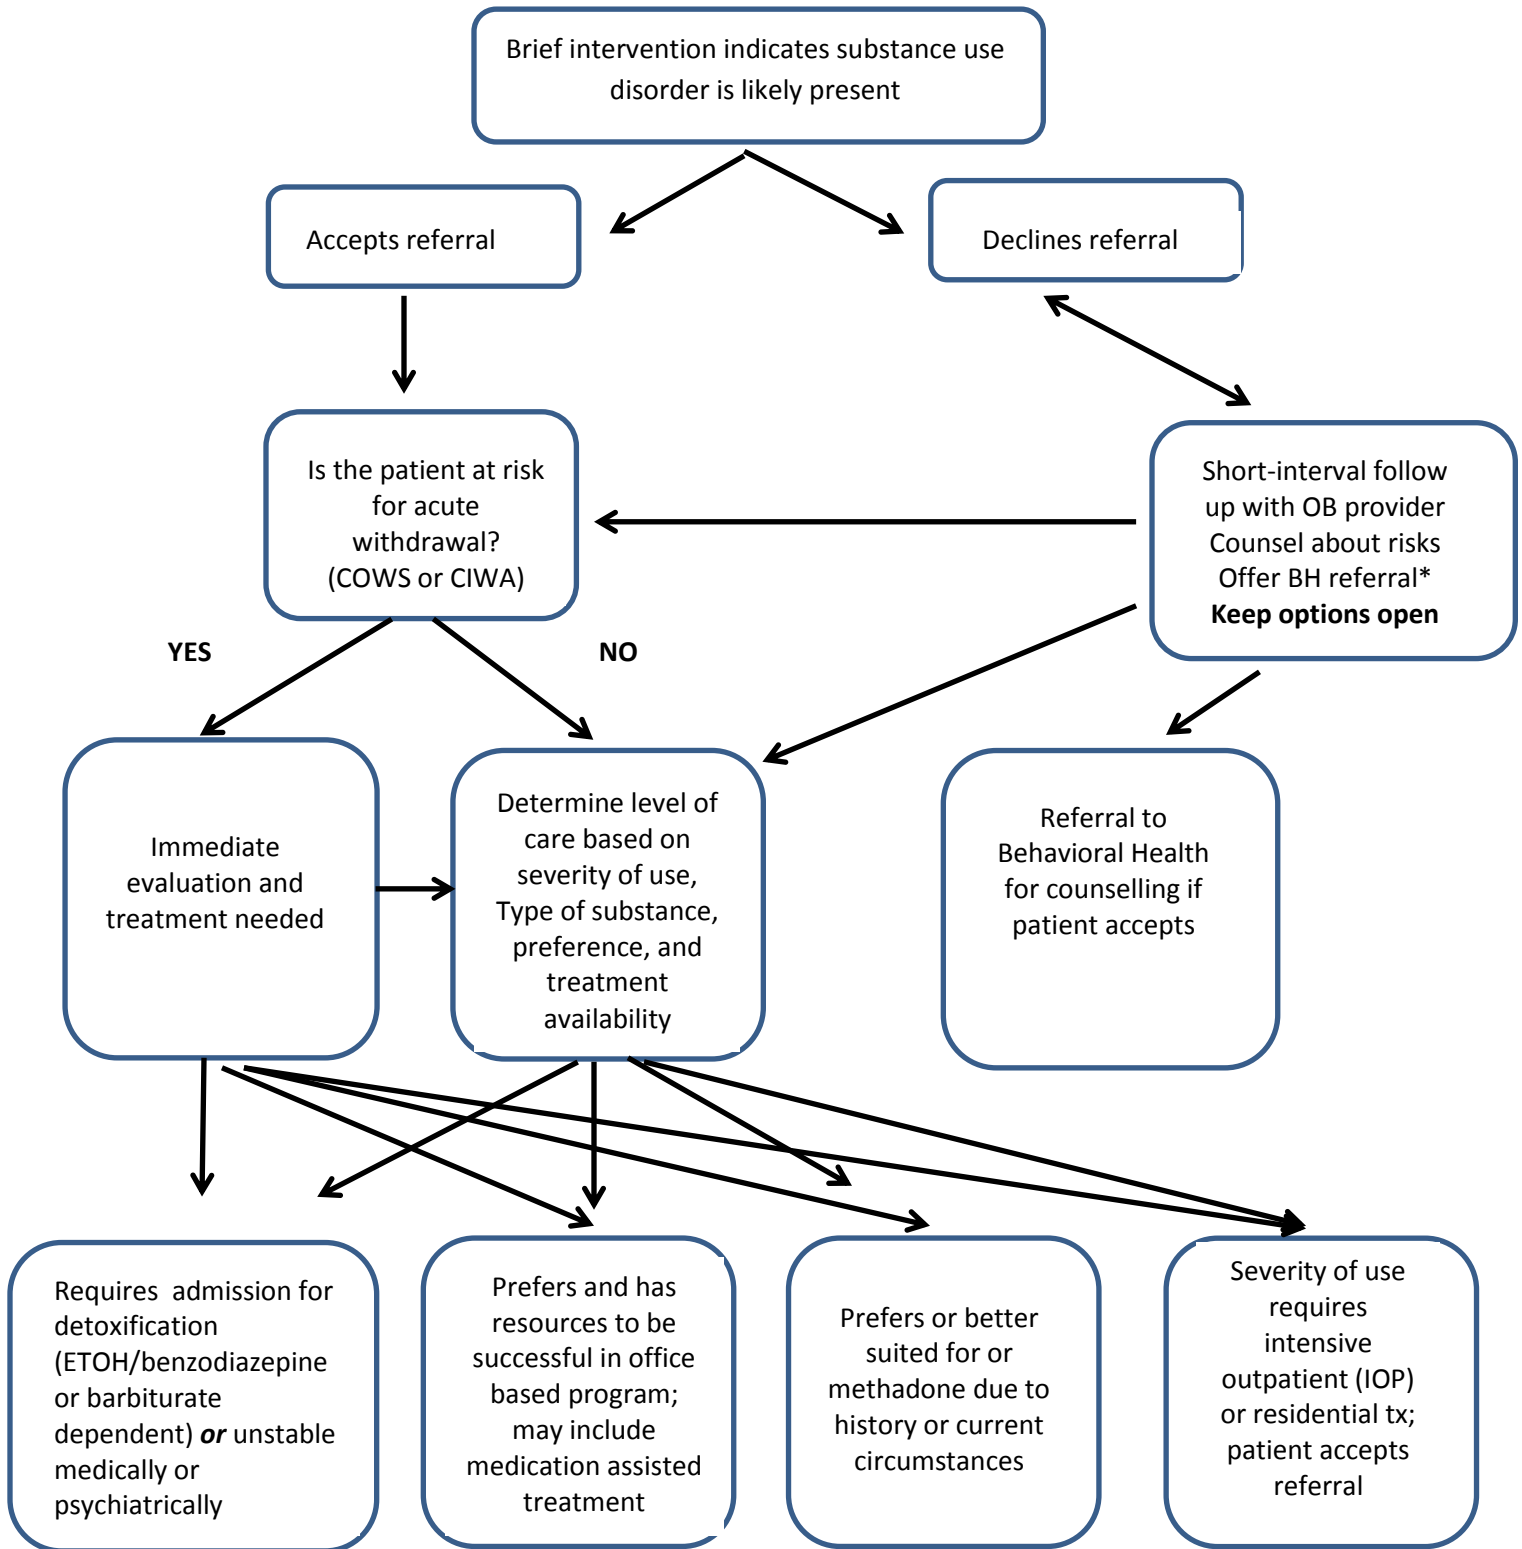 Brief intervention indicates substance use
disorder is likely present
Accepts referral
Declines referral
Is the patient at risk
for acute
withdrawal?
(COWS or CIWA)
Short-interval follow
up with OB provider
Counsel about risks
Offer BH referral*
Keep options open
YES
NO
Immediate
evaluation and
treatment needed
Determine level of
care based on
severity of use,
Type of substance,
preference, and
treatment
availability
Referral to
Behavioral Health
for counselling if
patient accepts
Requires admission for
detoxification
(ETOH/benzodiazepine
or barbiturate
dependent) or unstable
medically or
psychiatrically
Prefers and has
resources to be
successful in office
based program;
may include
medication assisted
treatment
Prefers or better
suited for or
methadone due to
history or current
circumstances
Severity of use
requires
intensive
outpatient (IOP)
or residential tx;
patient accepts
referral